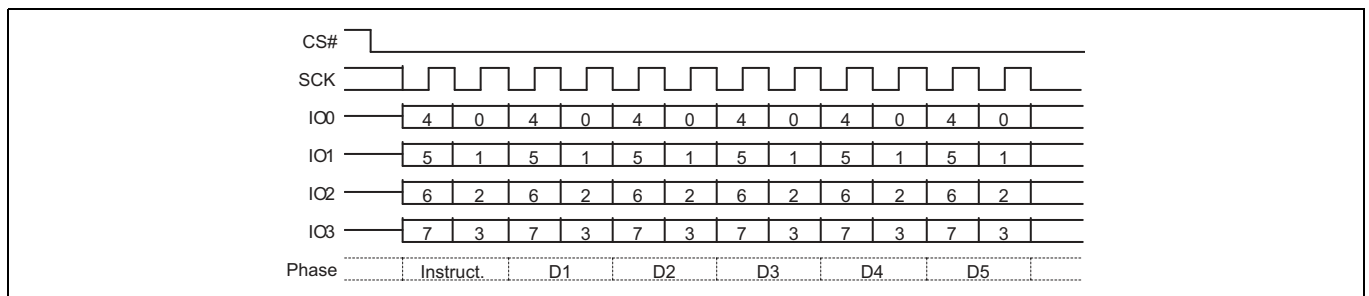 CS#
SCK
IO0 4 0 4 0 4 0 4 0 4 0 4 0
IO1 5 1 5 1 5 1 5 1 5 1 5 1
IO2 6 2 6 2 6 2 6 2 6 2 6 2
IO3 7 3 7 3 7 3 7 3 7 3 7 3
Phase Instruct. D1 D2 D3 D4 D5